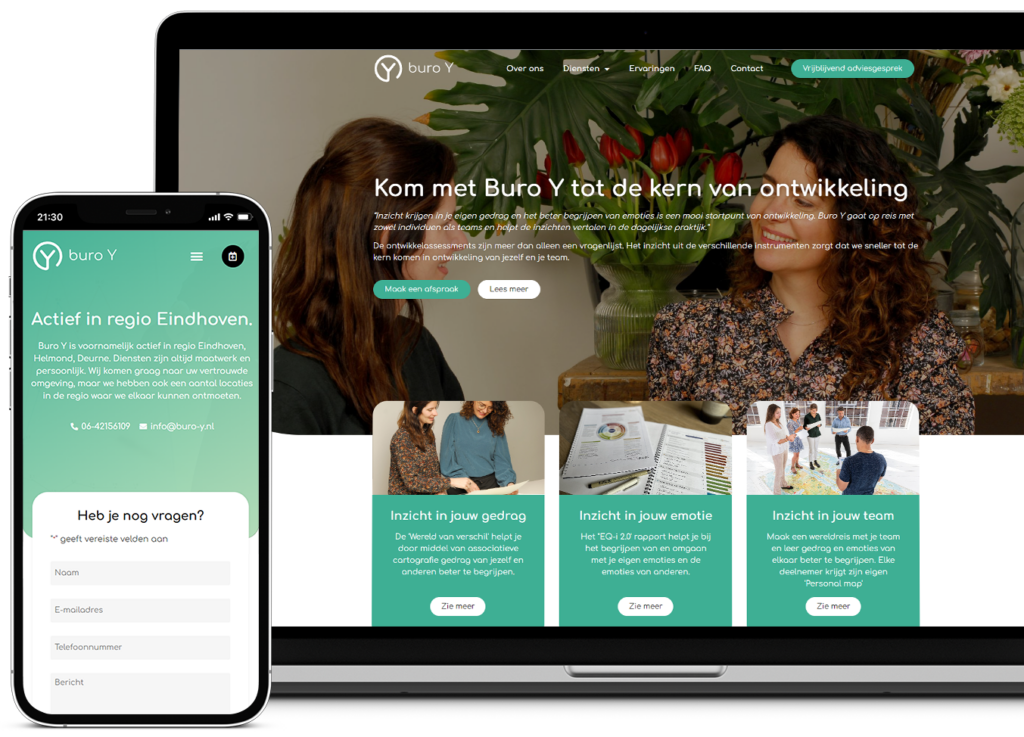 buro Y
Over ons
Diensten
Ervaringen
FAQ
Contact
Vrijblijvend adviesgesprek
Kom met Buro Y tot de kern van ontwikkeling
"Inzicht krijgen in je eigen gedrag en het beter begrijpen van emoties is een mooi startpunt van ontwikkeling. Buro Y gaat op reis met
zowel individuen als teams en helpt de inzichten vertalen in de dagelijkse praktijk."
De ontwikkelassessments zijn meer dan alleen een vragenlijst. Het inzicht uit de verschillende instrumenten zorgt dat we sneller tot de
kern komen in ontwikkeling van jezelf en je team.
Maak een afspraak
Lees meer
Inzicht in jouw gedrag
De 'Wereld van verschil' helpt je
door middel van associatieve
cartografie gedrag van jezelf en
anderen beter te begrijpen.
Zie meer
Inzicht in jouw emotie
Het "EQ-i 2.0' rapport helpt je bij
het begrijpen van en omgaan
met je eigen emoties en de
emoties van anderen.
Zie meer
Inzicht in jouw team
Maak een wereldreis met je team
en leer gedrag en emoties van
elkaar beter te begrijpen. Elke
deelnemer krijgt zijn eigen
'Personal map'
Zie meer
21:30
buro Y
Actief in regio Eindhoven.
Buro Y is voornamelijk actief in regio Eindhoven,
Helmond, Deurne. Diensten zijn altijd maatwerk en
persoonlijk. Wij komen graag naar uw vertrouwde
omgeving, maar we hebben ook een aantal locaties
in de regio waar we elkaar kunnen ontmoeten.
06-42156109 info@buro-y.nl
Heb je nog vragen?
"*" geeft vereiste velden aan
Naam
E-mailadres
Telefoonnummer
Bericht